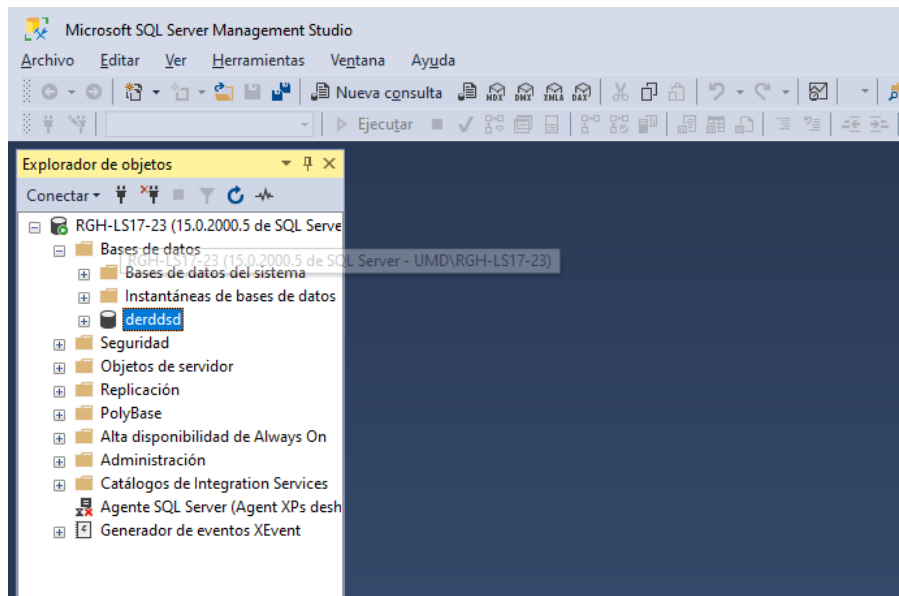 Microsoft SQL Server Management Studio
Archivo Editar Ver Herramientas Ventana Ayuda
Nueva consulta MDX DMX XMLA DAX
Ejecutar
Explorador de objetos
Conectar
RGH-LS17-23 (15.0.2000.5 de SQL Serve
Bases de datos
RGH-LS17-23 (15.0.2000.5 de SQL Server - UMD\RGH-LS17-23)
Bases de datos del sistema
Instantáneas de bases de datos
derddsd
Seguridad
Objetos de servidor
Replicación
PolyBase
Alta disponibilidad de Always On
Administración
Catálogos de Integration Services
Agente SQL Server (Agent XPs desh
Generador de eventos XEvent